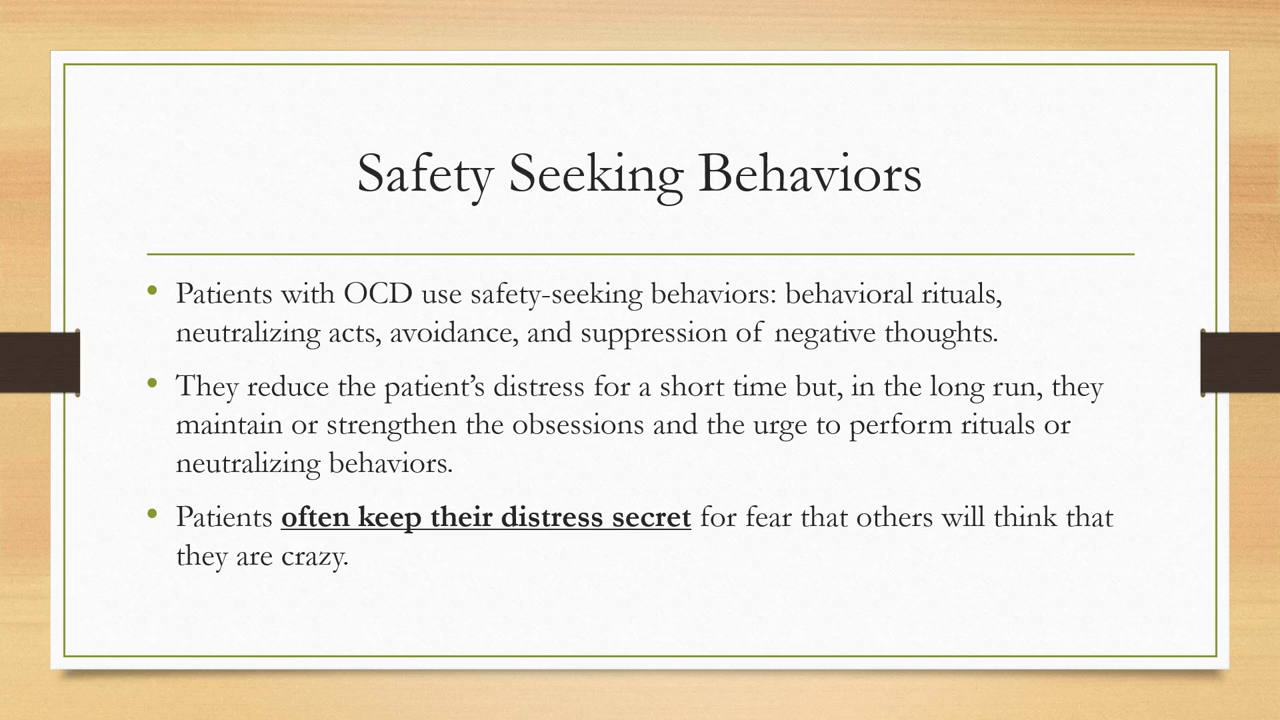 Safety Seeking Behaviors
• Patients with OCD use safety-seeking behaviors: behavioral rituals,
neutralizing acts, avoidance, and suppression of negative thoughts.
• They reduce the patient’s distress for a short time but, in the long run, they
maintain or strengthen the obsessions and the urge to perform rituals or
neutralizing behaviors.
• Patients often keep their distress secret for fear that others will think that
they are crazy.